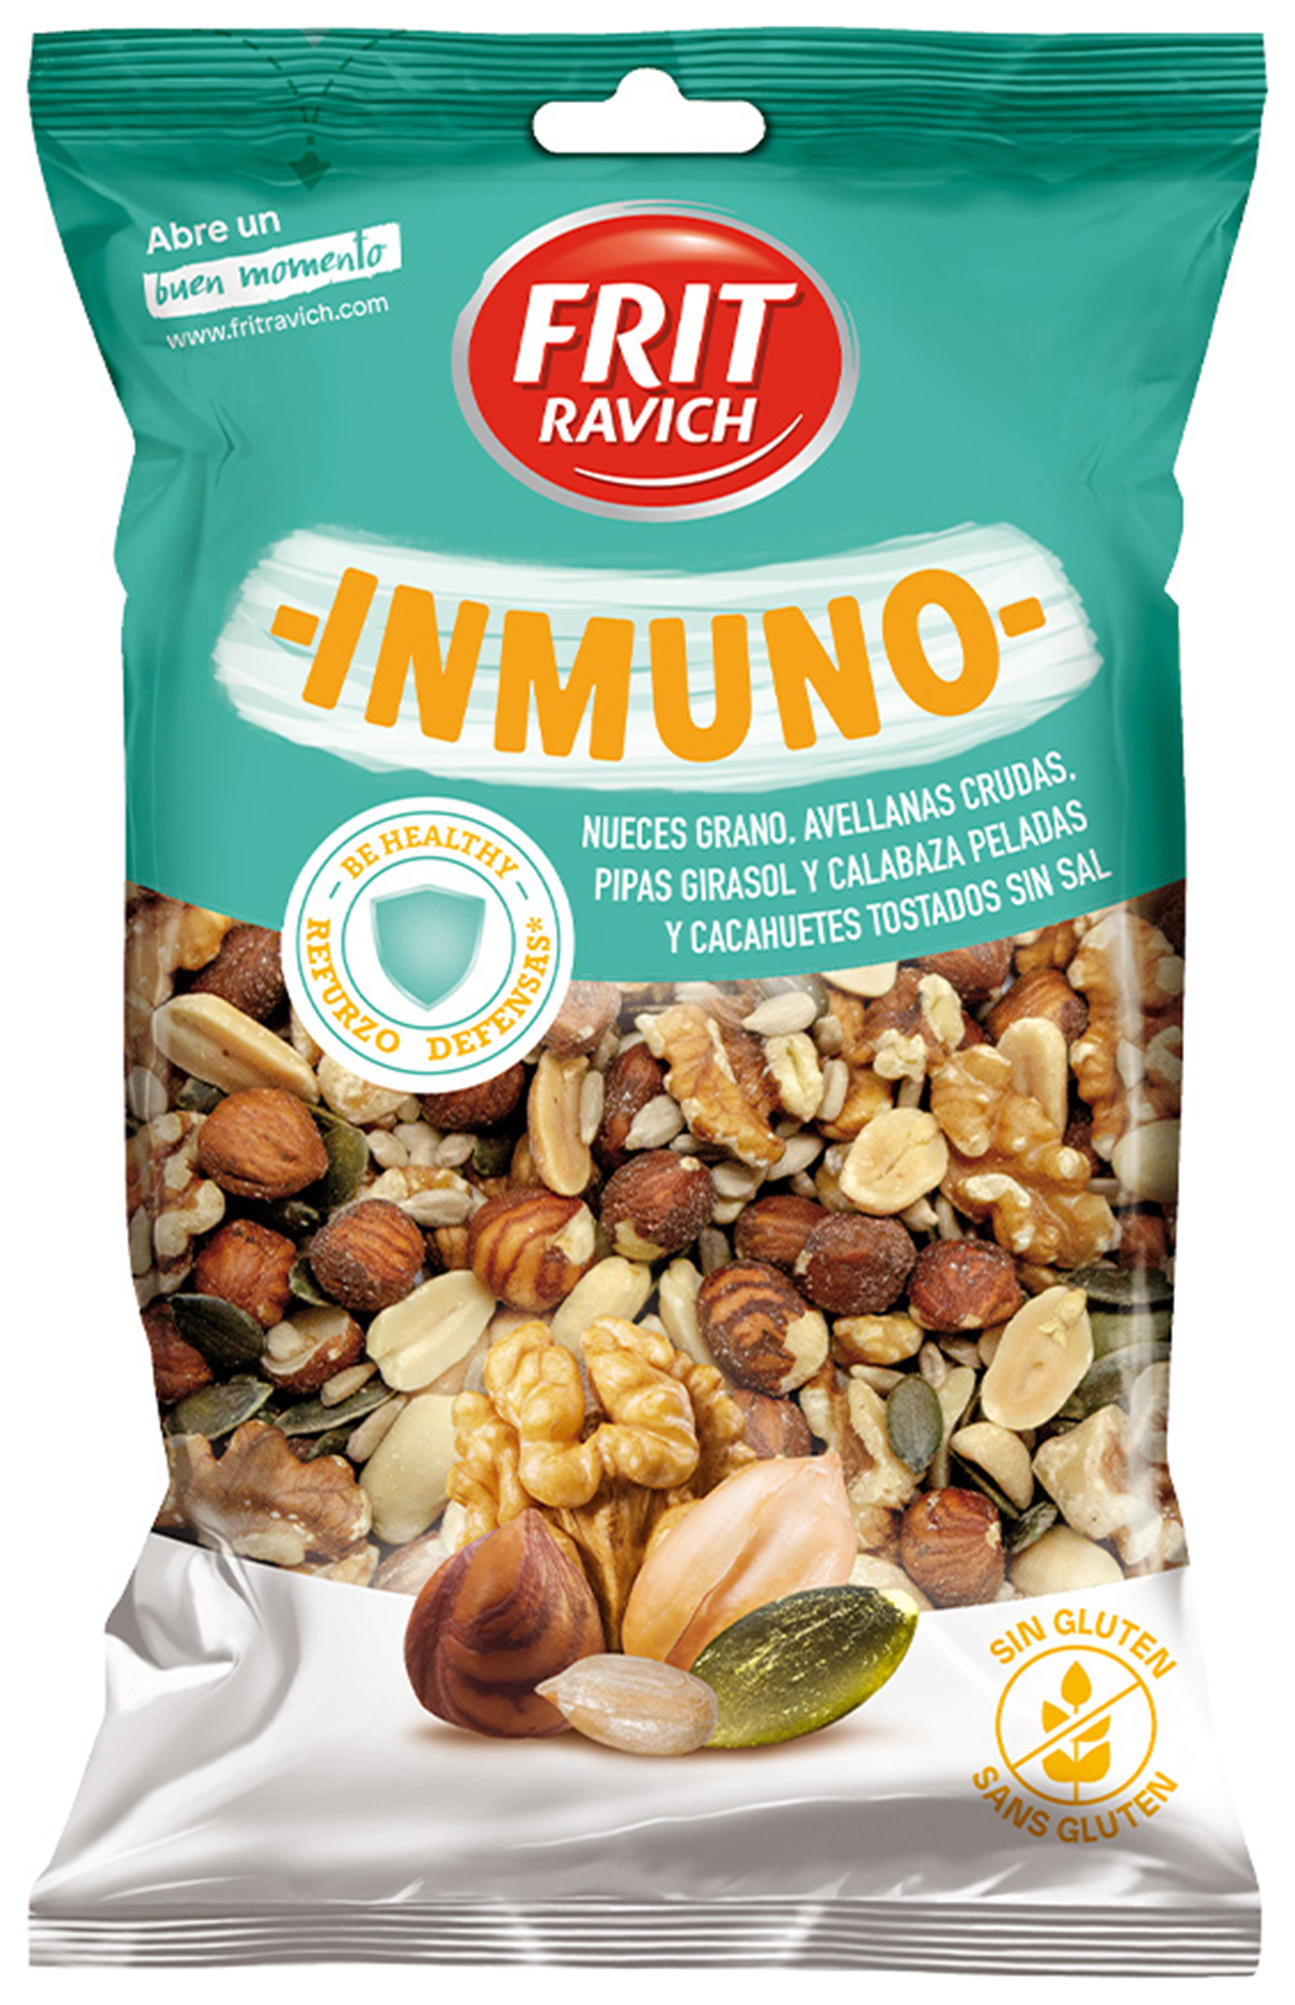 Abre un
buen momento
www.fritravich.com
FRIT
RAVICH
-INMUNO-
NUECES GRANO, AVELLANAS CRUDAS,
PIPAS GIRASOL Y CALABAZA PELADAS
Y CACAHUETES TOSTADOS SIN SAL
- BE HEALTHY -
REFURZO DEFENSAS*
SIN GLUTEN
SANS GLUTEN